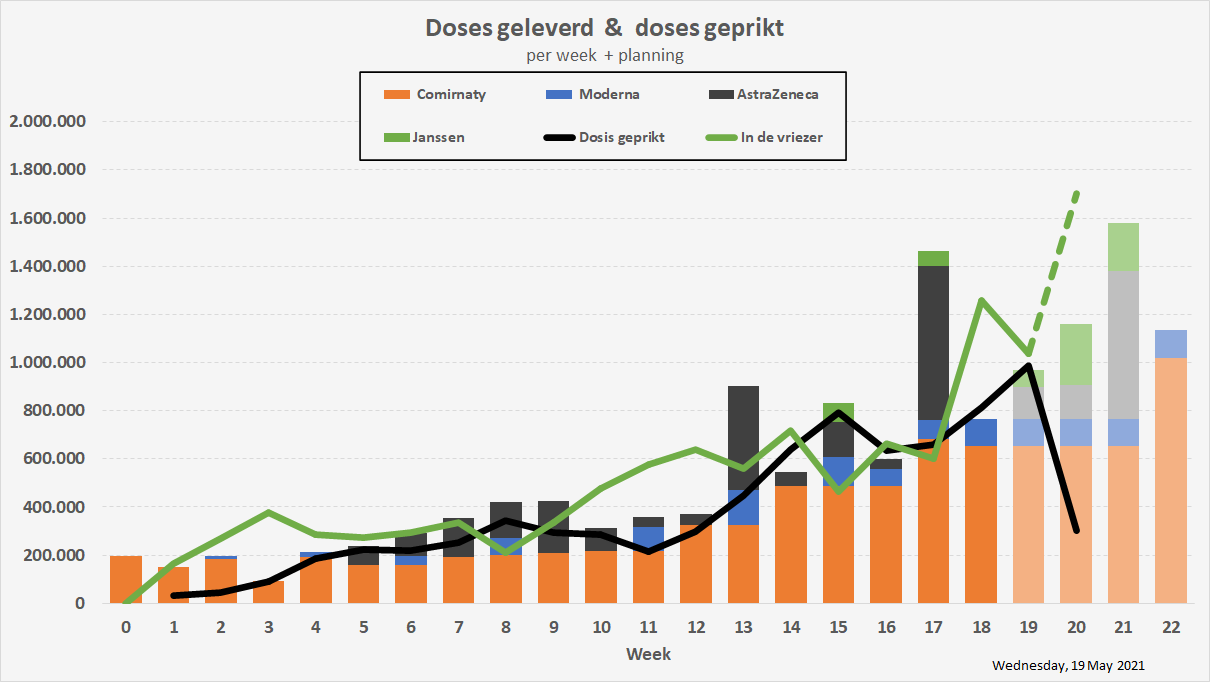 Doses geleverd & doses geprikt
per week + planning
Comirnaty Moderna AstraZeneca
Janssen Dosis geprikt In de vriezer
2.000.000
1.800.000
1.600.000
1.400.000
1.200.000
1.000.000
800.000
600.000
400.000
200.000
0
0 1 2 3 4 5 6 7 8 9 10 11 12 13 14 15 16 17 18 19 20 21 22
Week
Wednesday, 19 May 2021